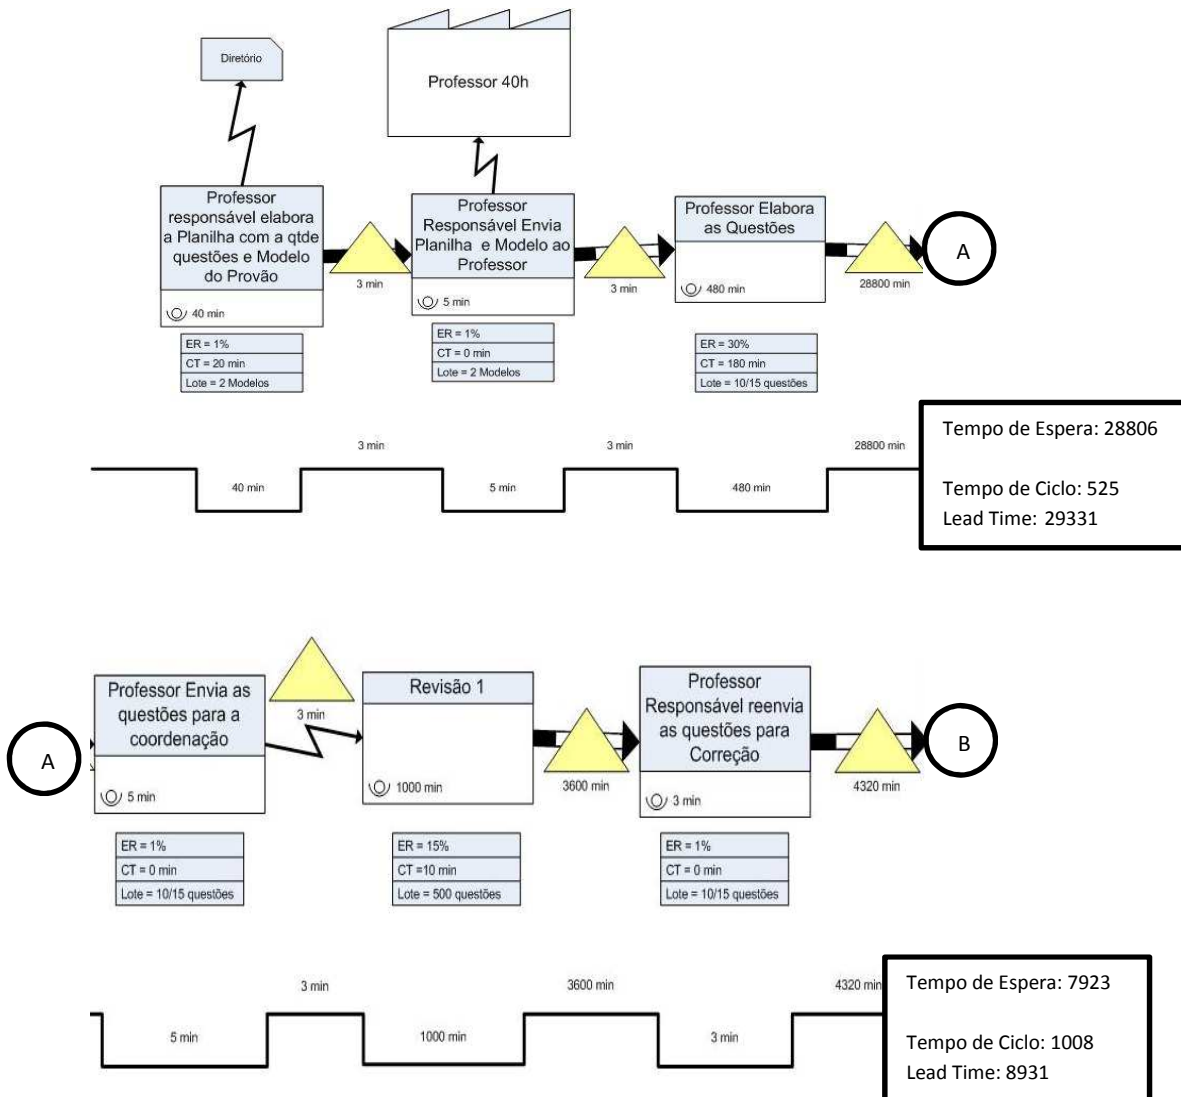 Diretório
Professor 40h
Professor
responsável elabora
a Planilha com a qtde
questões e Modelo
do Provão
40 min
3 min
Professor
Responsável Envia
Planilha e Modelo ao
Professor
5 min
3 min
Professor Elabora
as Questões
480 min
28800 min
A
ER = 1%
CT = 20 min
Lote = 2 Modelos
ER = 1%
CT = 0 min
Lote = 2 Modelos
ER = 30%
CT = 180 min
Lote = 10/15 questões
3 min
3 min
28800 min
40 min
5 min
480 min
Tempo de Espera: 28806
Tempo de Ciclo: 525
Lead Time: 29331
A
Professor Envia as
questões para a
coordenação
5 min
3 min
Revisão 1
1000 min
3600 min
Professor
Responsável reenvia
as questões para
Correção
3 min
4320 min
B
ER = 1%
CT = 0 min
Lote = 10/15 questões
ER = 15%
CT =10 min
Lote = 500 questões
ER = 1%
CT = 0 min
Lote = 10/15 questões
3 min
3600 min
4320 min
5 min
1000 min
3 min
Tempo de Espera: 7923
Tempo de Ciclo: 1008
Lead Time: 8931